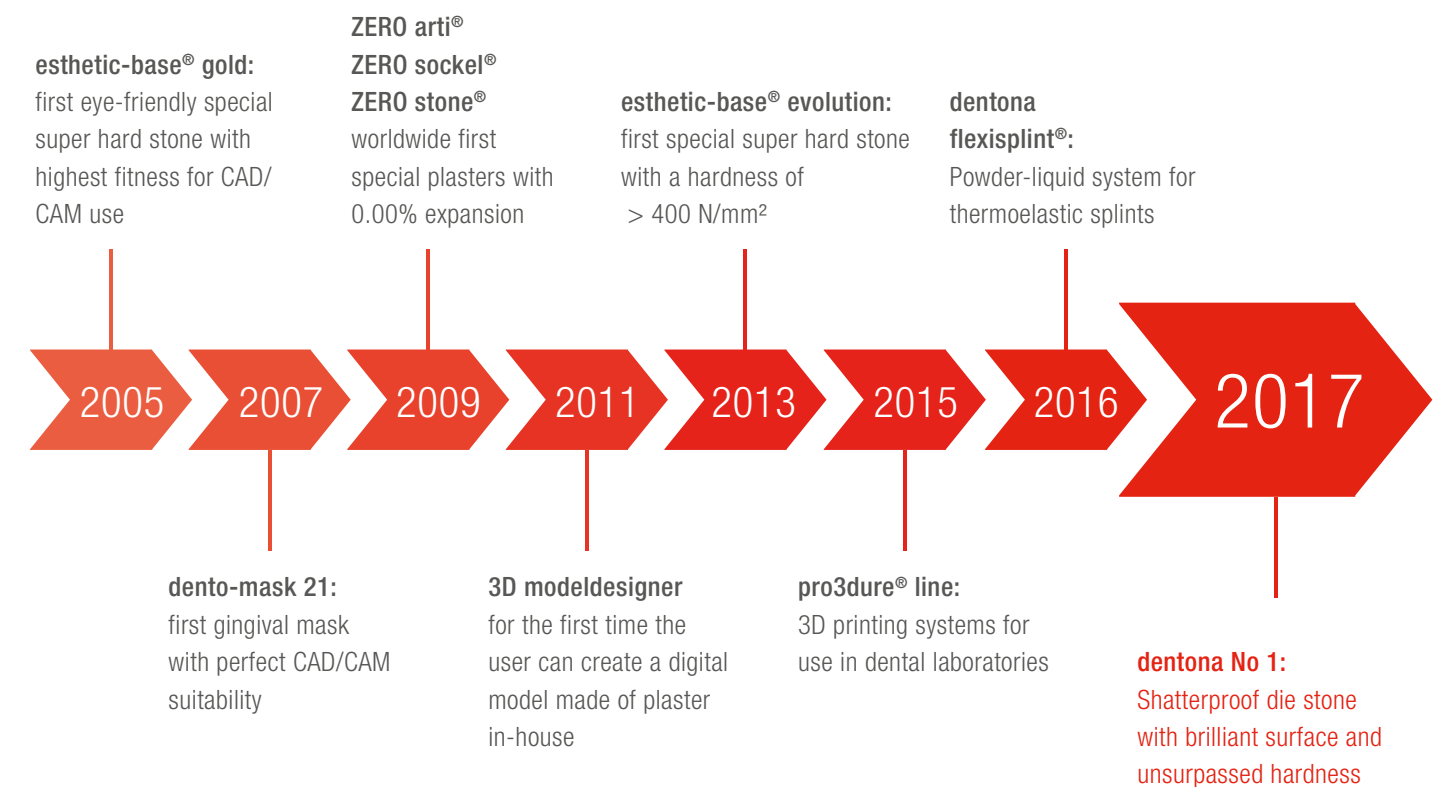 esthetic-base® gold:
first eye-friendly special
super hard stone with
highest fitness for CAD/
CAM use
ZERO arti®
ZERO sockel®
ZERO stone®
worldwide first
special plasters with
0.00% expansion
esthetic-base® evolution:
first special super hard stone
with a hardness of
> 400 N/mm²
dentona
flexisplint®:
Powder-liquid system for
thermoelastic splints
2005
2007
2009
2011
2013
2015
2016
2017
dento-mask 21:
first gingival mask
with perfect CAD/CAM
suitability
3D modeldesigner
for the first time the
user can create a digital
model made of plaster
in-house
pro3dure® line:
3D printing systems for
use in dental laboratories
dentona No 1:
Shatterproof die stone
with brilliant surface and
unsurpassed hardness